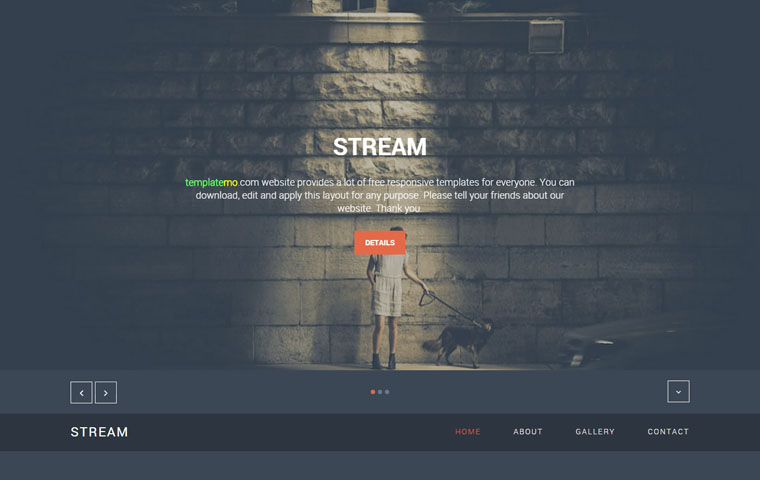 STREAM
templatemo.com website provides a lot of free responsive templates for everyone. You can
download, edit and apply this layout for any purpose. Please tell your friends about our
website. Thank you.
DETAILS
STREAM
HOME ABOUT GALLERY CONTACT